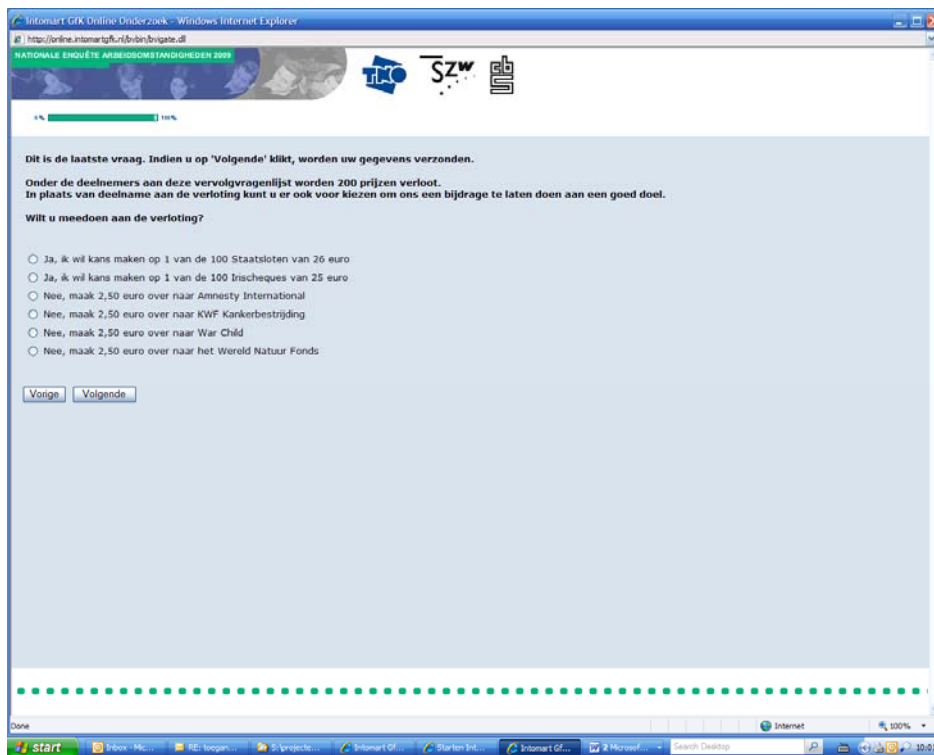 Intomart GfK Online Onderzoek - Windows Internet Explorer
http://online.intomartgfk.nl/bvbin/bvigate.dll
NATIONALE ENQUÊTE ARBEIDSOMSTANDIGHEDEN 2009
TNO SZW cbs
0% 100%
Dit is de laatste vraag. Indien u op 'Volgende' klikt, worden uw gegevens verzonden.
Onder de deelnemers aan deze vervolgvragenlijst worden 200 prijzen verloot.
In plaats van deelname aan de verloting kunt u er ook voor kiezen om ons een bijdrage te laten doen aan een goed doel.
Wilt u meedoen aan de verloting?
Ja, ik wil kans maken op 1 van de 100 Staatsloten van 26 euro
Ja, ik wil kans maken op 1 van de 100 Irischeques van 25 euro
Nee, maak 2,50 euro over naar Amnesty International
Nee, maak 2,50 euro over naar KWF Kankerbestrijding
Nee, maak 2,50 euro over naar War Child
Nee, maak 2,50 euro over naar het Wereld Natuur Fonds
Vorige Volgende
Done Internet 100%
start Inbox - Mc... RE: toegan... S:\projecte... Intomart Gf... Starten Int... Intomart Gf... 2 Microsof... Search Desktop 10:0